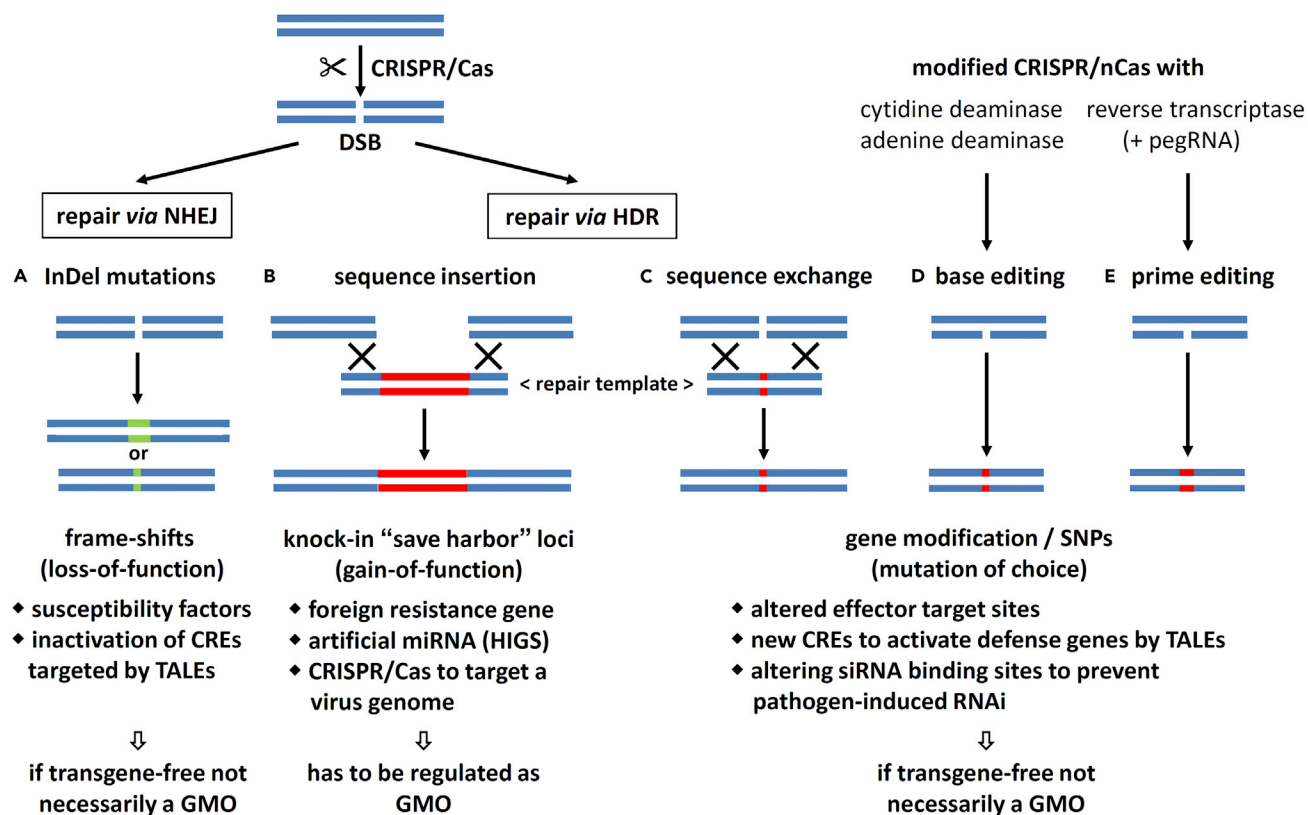 CRISPR/Cas
DSB
modified CRISPR/nCas with
cytidine deaminase
adenine deaminase
reverse transcriptase
(+ pegRNA)
repair via NHEJ
repair via HDR
A InDel mutations
B sequence insertion
C sequence exchange
D base editing
E prime editing
< repair template >
or
frame-shifts
(loss-of-function)
◆ susceptibility factors
◆ inactivation of CREs
targeted by TALEs
if transgene-free not
necessarily a GMO
knock-in “save harbor” loci
(gain-of-function)
◆ foreign resistance gene
◆ artificial miRNA (HIGS)
◆ CRISPR/Cas to target a
virus genome
has to be regulated as
GMO
gene modification / SNPs
(mutation of choice)
◆ altered effector target sites
◆ new CREs to activate defense genes by TALEs
◆ altering siRNA binding sites to prevent
pathogen-induced RNAi
if transgene-free not
necessarily a GMO